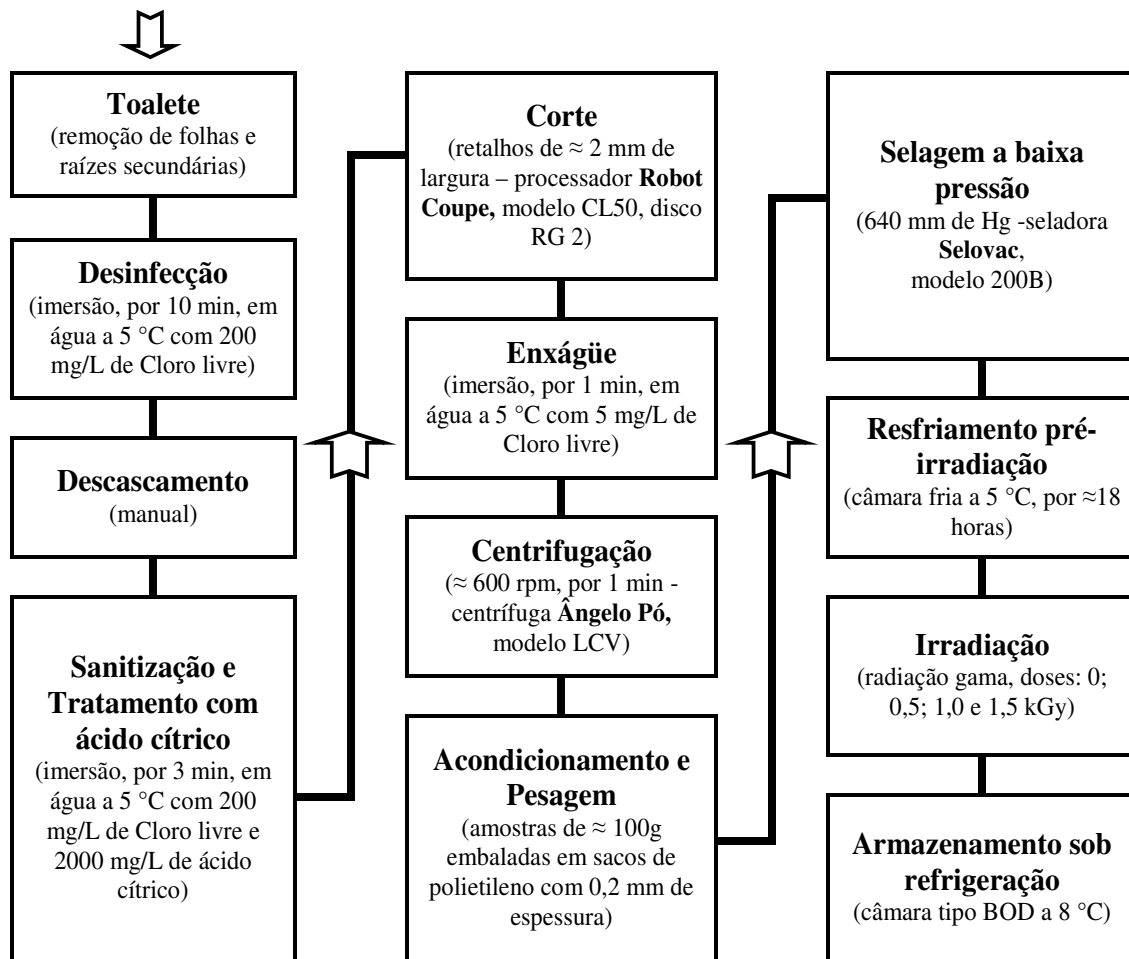 Toalete
(remoção de folhas e
raízes secundárias)
Desinfecção
(imersão, por 10 min, em
água a 5 °C com 200
mg/L de Cloro livre)
Descascamento
(manual)
Sanitização e
Tratamento com
ácido cítrico
(imersão, por 3 min, em
água a 5 °C com 200
mg/L de Cloro livre e
2000 mg/L de ácido
cítrico)
Corte
(retalhos de ≈ 2 mm de
largura – processador Robot
Coupe, modelo CL50, disco
RG 2)
Enxágüe
(imersão, por 1 min, em
água a 5 °C com 5 mg/L de
Cloro livre)
Centrifugação
(≈ 600 rpm, por 1 min -
centrífuga Ângelo Pó,
modelo LCV)
Acondicionamento e
Pesagem
(amostras de ≈ 100g
embaladas em sacos de
polietileno com 0,2 mm de
espessura)
Selagem a baixa
pressão
(640 mm de Hg -seladora
Selovac,
modelo 200B)
Resfriamento pré-
irradiação
(câmara fria a 5 °C, por ≈18
horas)
Irradiação
(radiação gama, doses: 0;
0,5; 1,0 e 1,5 kGy)
Armazenamento sob
refrigeração
(câmara tipo BOD a 8 °C)